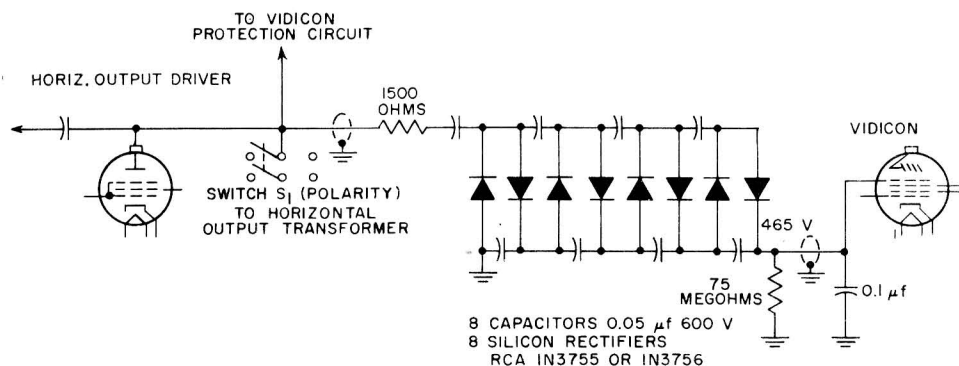 TO VIDICON
PROTECTION CIRCUIT
HORIZ. OUTPUT DRIVER
1500
OHMS
VIDICON
SWITCH S1 (POLARITY)
TO HORIZONTAL
OUTPUT TRANSFORMER
465 V
75
MEGOHMS
0.1 µf
8 CAPACITORS 0.05 µf 600 V
8 SILICON RECTIFIERS
RCA IN3755 OR IN3756